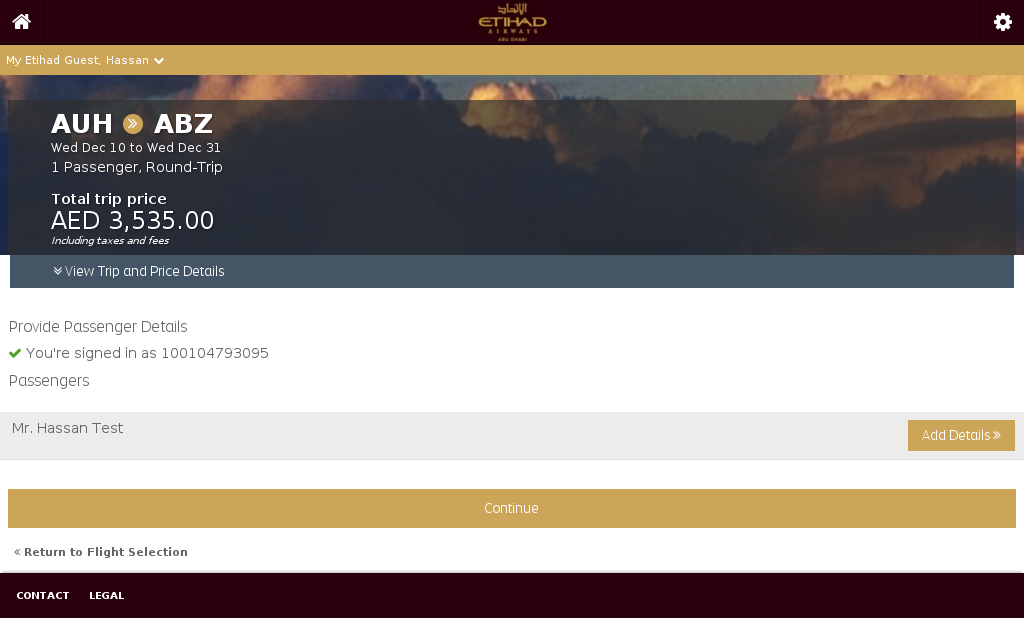 الإتحاد
ETIHAD
AIRWAYS
ABU DHABI
My Etihad Guest, Hassan
AUH ABZ
Wed Dec 10 to Wed Dec 31
1 Passenger, Round-Trip
Total trip price
AED 3,535.00
Including taxes and fees
View Trip and Price Details
Provide Passenger Details
You're signed in as 100104793095
Passengers
Mr. Hassan Test
Add Details
Continue
Return to Flight Selection
CONTACT LEGAL